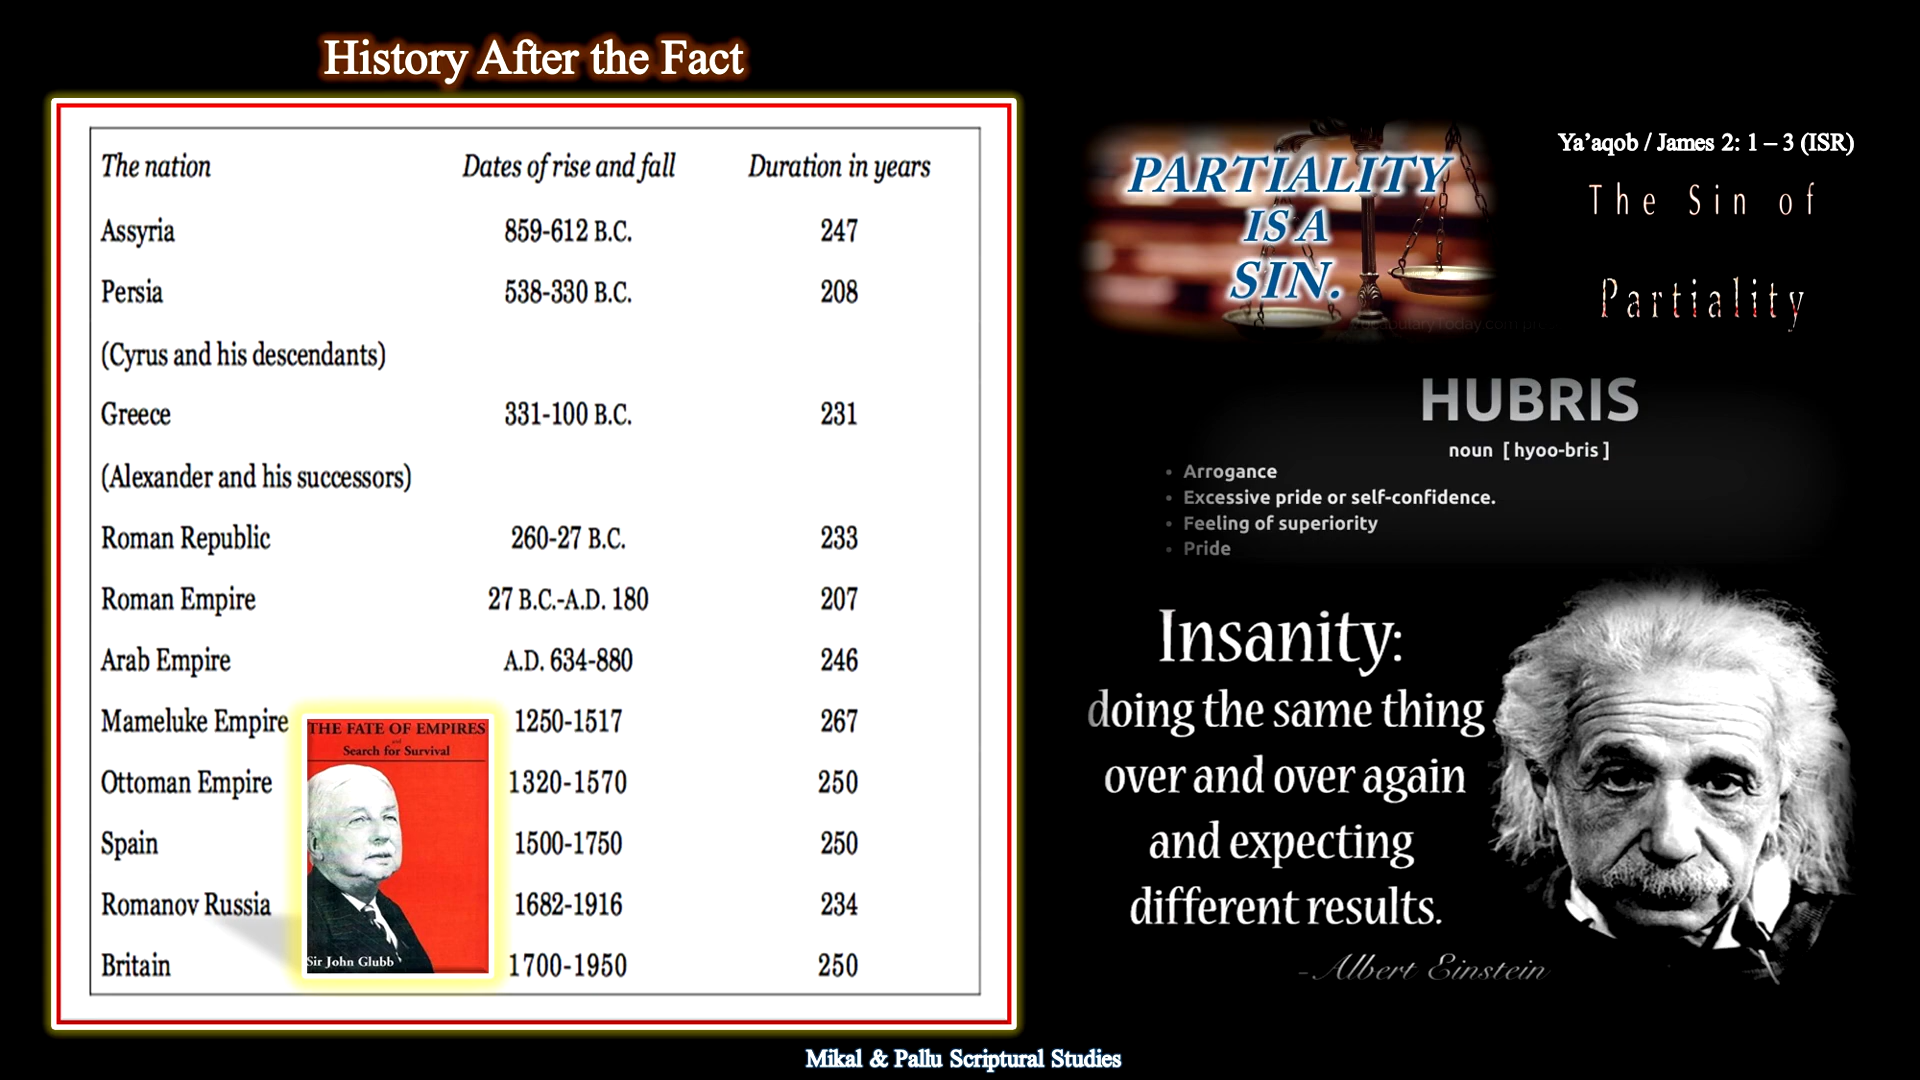 History After the Fact
The nation Dates of rise and fall Duration in years
Assyria 859-612 B.C. 247
Persia 538-330 B.C. 208
(Cyrus and his descendants)
Greece 331-100 B.C. 231
(Alexander and his successors)
Roman Republic 260-27 B.C. 233
Roman Empire 27 B.C.-A.D. 180 207
Arab Empire A.D. 634-880 246
Mameluke Empire 1250-1517 267
Ottoman Empire 1320-1570 250
Spain 1500-1750 250
Romanov Russia 1682-1916 234
Britain 1700-1950 250
THE FATE OF EMPIRES
and
Search for Survival
Sir John Glubb
PARTIALITY
IS A
SIN.
Ya’aqob / James 2: 1 – 3 (ISR)
The Sin of
Partiality
HUBRIS
noun [ hyoo-bris ]
• Arrogance
• Excessive pride or self-confidence.
• Feeling of superiority
• Pride
Insanity:
doing the same thing
over and over again
and expecting
different results.
-Albert Einstein
Mikal & Pallu Scriptural Studies